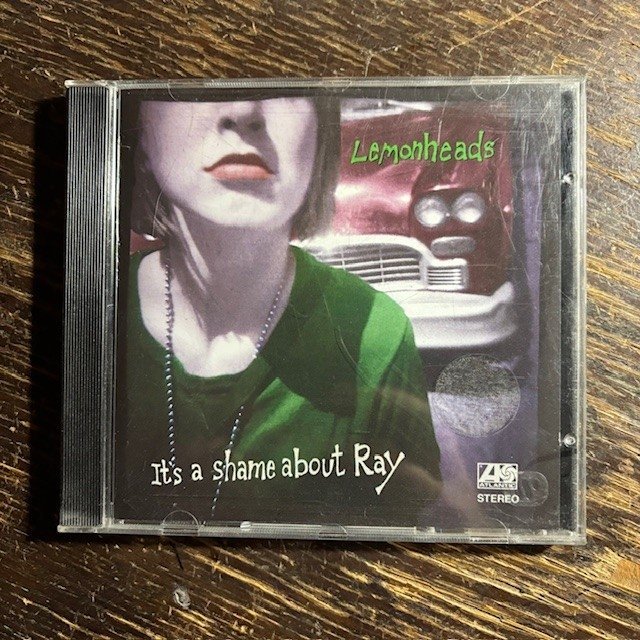 Lemonheads
It's a shame about Ray
ATLANTIC
STEREO